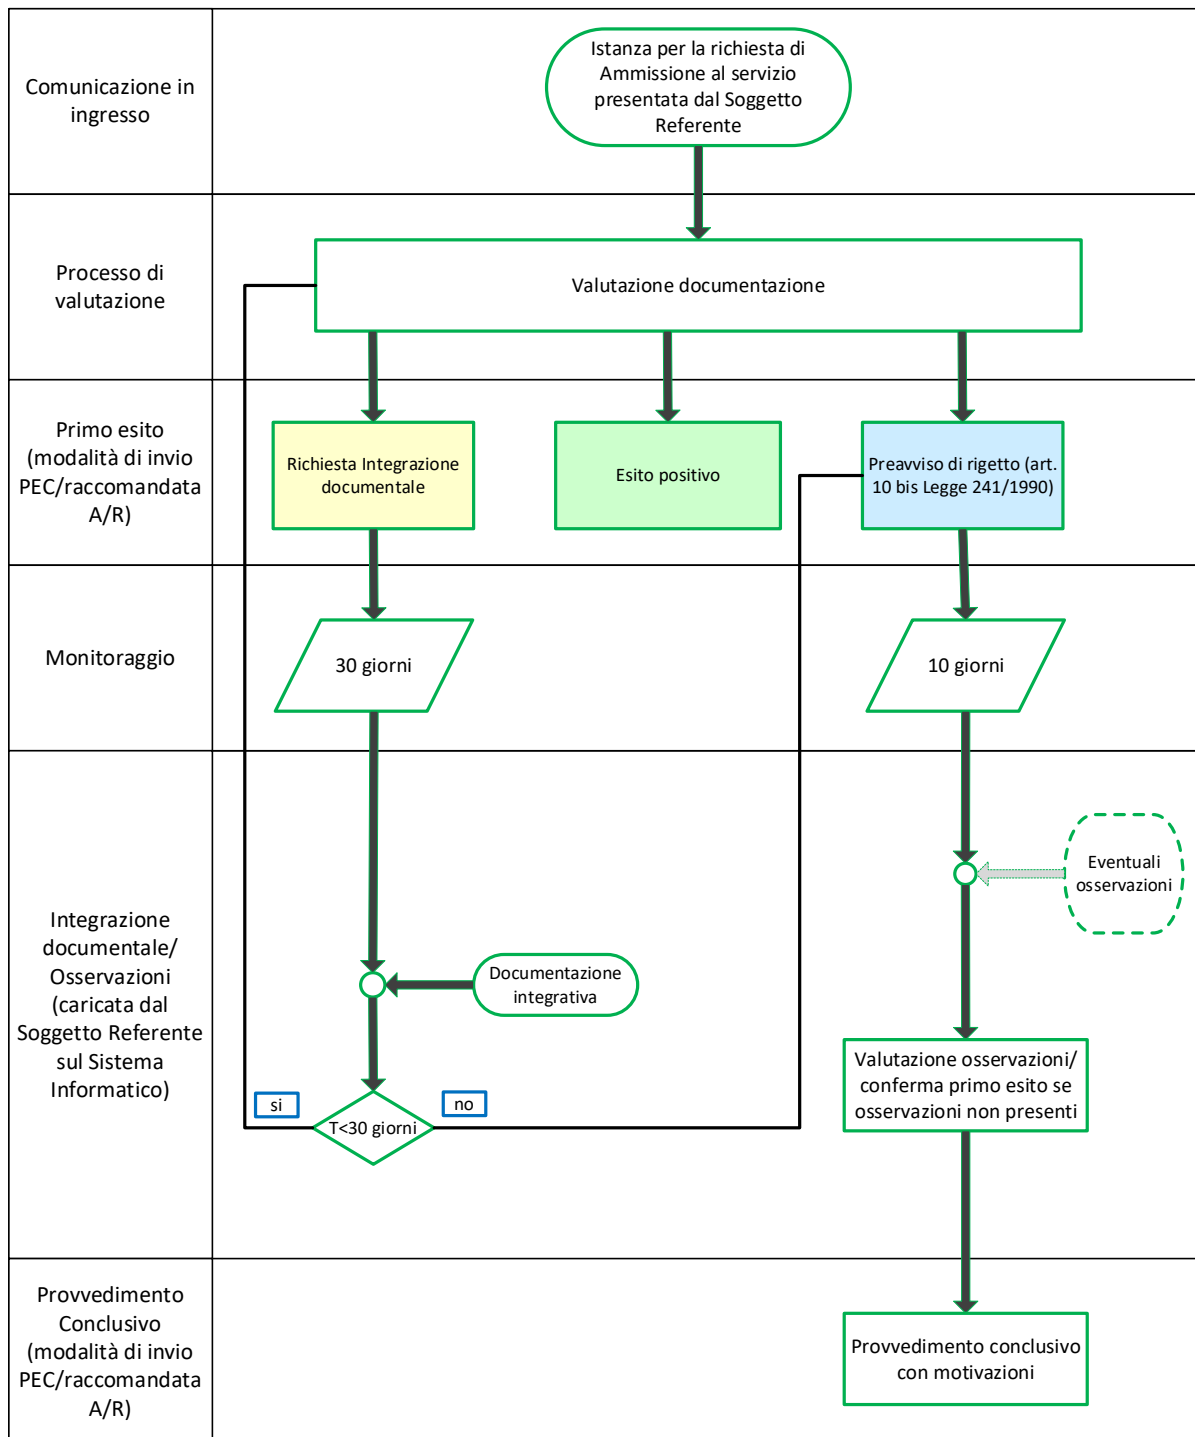 Comunicazione in
ingresso
Istanza per la richiesta di
Ammissione al servizio
presentata dal Soggetto
Referente
Processo di
valutazione
Valutazione documentazione
Primo esito
(modalità di invio
PEC/raccomandata
A/R)
Richiesta Integrazione
documentale
Esito positivo
Preavviso di rigetto (art.
10 bis Legge 241/1990)
Monitoraggio
30 giorni
10 giorni
Integrazione
documentale/
Osservazioni
(caricata dal
Soggetto Referente
sul Sistema
Informatico)
Eventuali
osservazioni
Documentazione
integrativa
Valutazione osservazioni/
conferma primo esito se
osservazioni non presenti
si
no
T<30 giorni
Provvedimento
Conclusivo
(modalità di invio
PEC/raccomandata
A/R)
Provvedimento conclusivo
con motivazioni